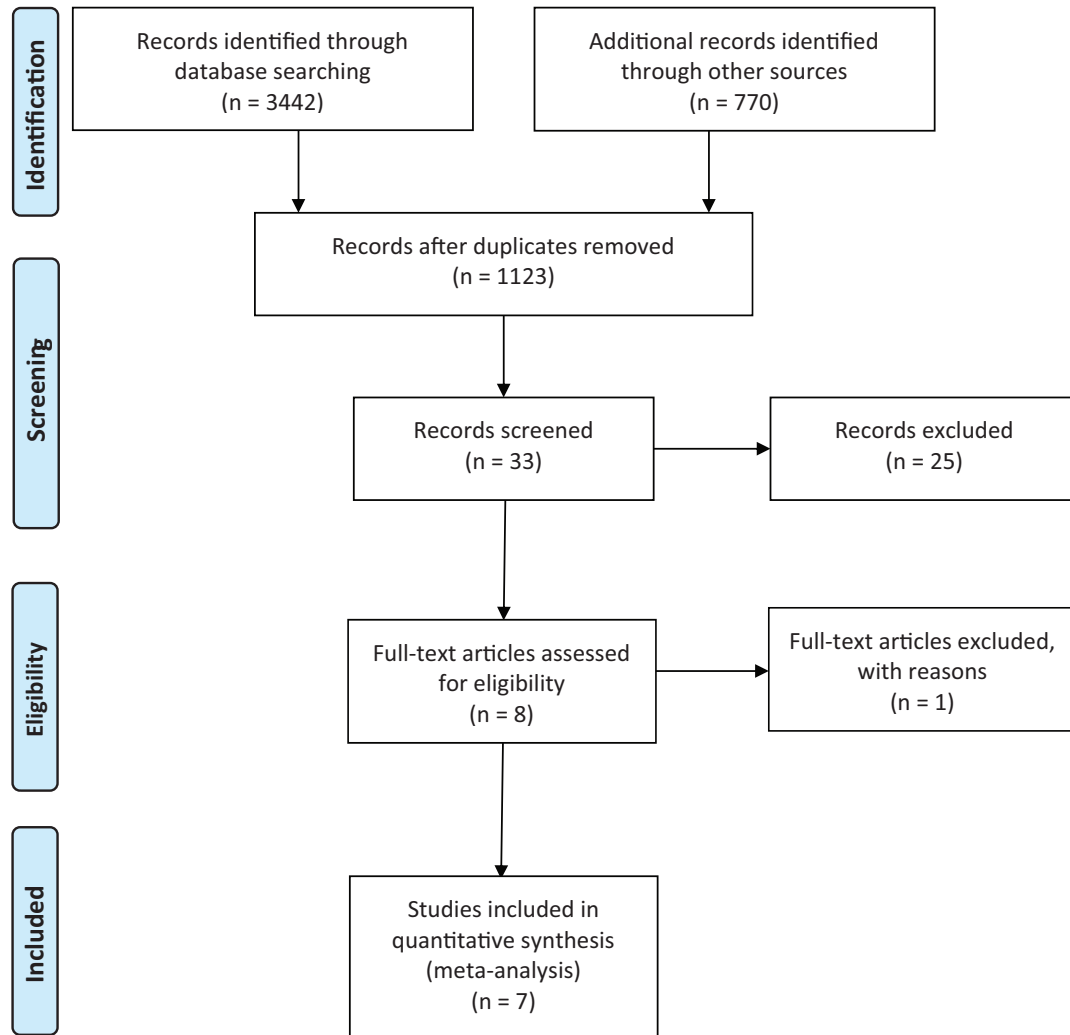 Identification
Records identified through
database searching
(n = 3442)
Additional records identified
through other sources
(n = 770)
Records after duplicates removed
(n = 1123)
Screening
Records screened
(n = 33)
Records excluded
(n = 25)
Eligibility
Full-text articles assessed
for eligibility
(n = 8)
Full-text articles excluded,
with reasons
(n = 1)
Included
Studies included in
quantitative synthesis
(meta-analysis)
(n = 7)